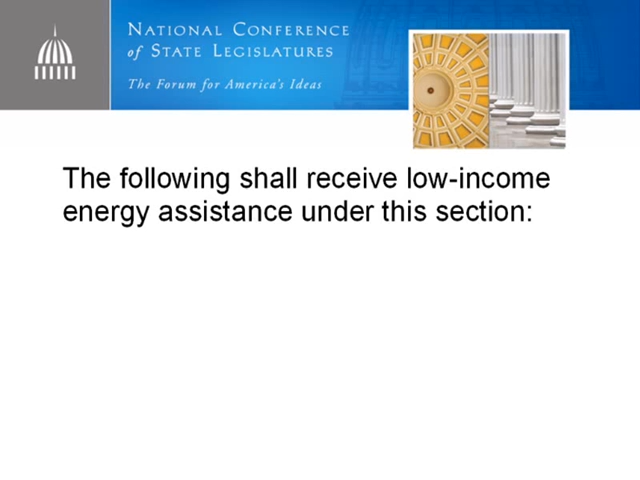 NATIONAL CONFERENCE
of STATE LEGISLATURES
The Forum for America's Ideas
The following shall receive low-income
energy assistance under this section: